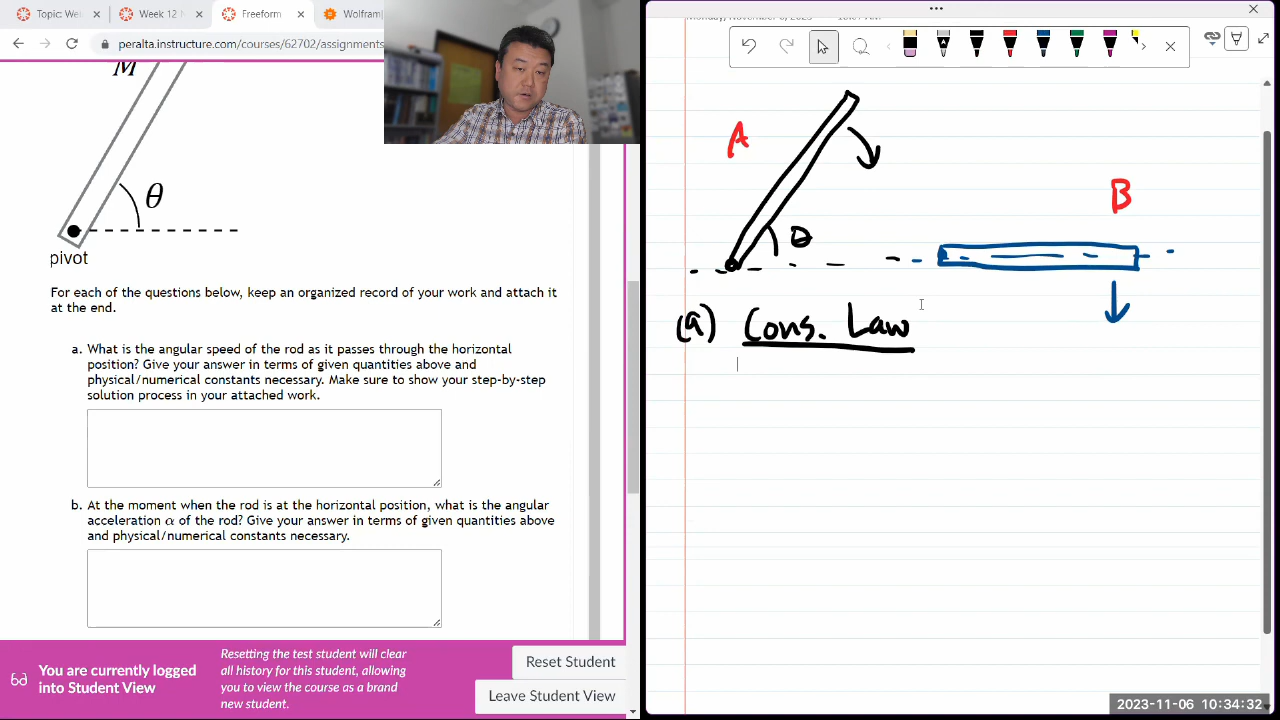 Topic
Week 12
Freeform
Wolfram|
peralta.instructure.com/courses/62702/assignments
M
θ
pivot
For each of the questions below, keep an organized record of your work and attach it
at the end.
a. What is the angular speed of the rod as it passes through the horizontal
position? Give your answer in terms of given quantities above and
physical/numerical constants necessary. Make sure to show your step-by-step
solution process in your attached work.
b. At the moment when the rod is at the horizontal position, what is the angular
acceleration α of the rod? Give your answer in terms of given quantities above
and physical/numerical constants necessary.
You are currently logged
into Student View
Resetting the test student will clear
all history for this student, allowing
you to view the course as a brand
new student.
Reset Student
Leave Student View
A
B
θ
(a) Cons. Law
2023-11-06 10:34:32